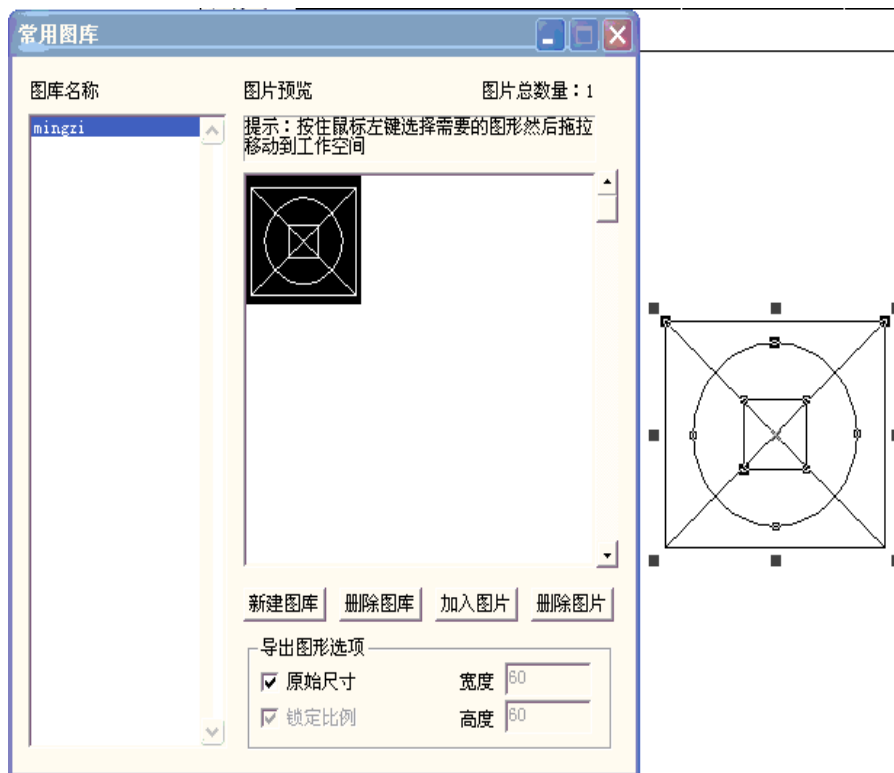 常用图库
图库名称
图片预览
图片总数量：1
mingzi
提示：按住鼠标左键选择需要的图形然后拖拉
移动到工作空间
新建图库
删除图库
加入图片
删除图片
导出图形选项
原始尺寸
宽度
60
锁定比例
高度
60